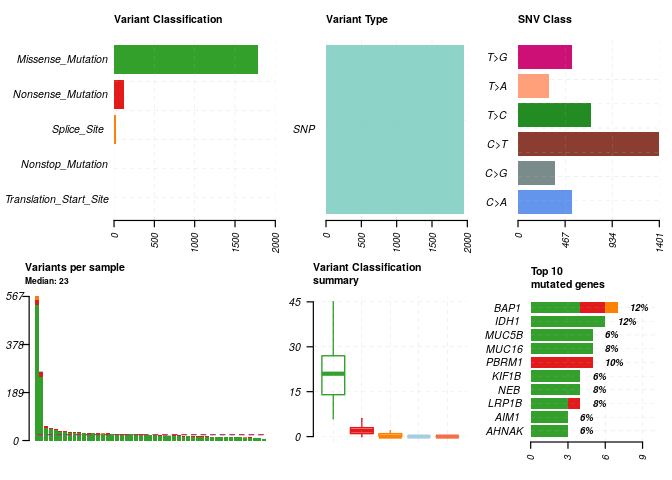 Variant Classification
Missense_Mutation
Nonsense_Mutation
Splice_Site
Nonstop_Mutation
Translation_Start_Site
0
500
1000
1500
2000
Variant Type
SNP
0
500
1000
1500
2000
SNV Class
T>G
T>A
T>C
C>T
C>G
C>A
0
467
934
1401
Variants per sample
Median: 23
567
378
189
0
Variant Classification
summary
45
30
15
0
Top 10
mutated genes
BAP1 12%
IDH1 12%
MUC5B 6%
MUC16 8%
PBRM1 10%
KIF1B 6%
NEB 8%
LRP1B 8%
AIM1 6%
AHNAK 6%
0
3
6
9